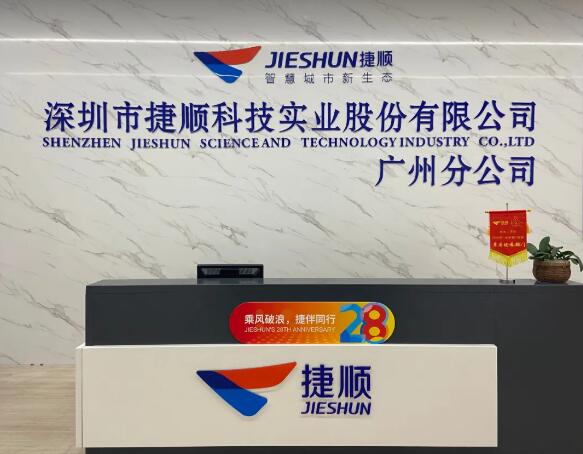 JIESHUN捷顺
智慧城市新生态
深圳市捷顺科技实业股份有限公司
SHENZHEN JIESHUN SCIENCE AND TECHNOLOGY INDUSTRY CO.,LTD
广州分公司
乘风破浪，捷伴同行
JIESHUN'S 28TH ANNIVERSARY
28
捷顺
JIESHUN